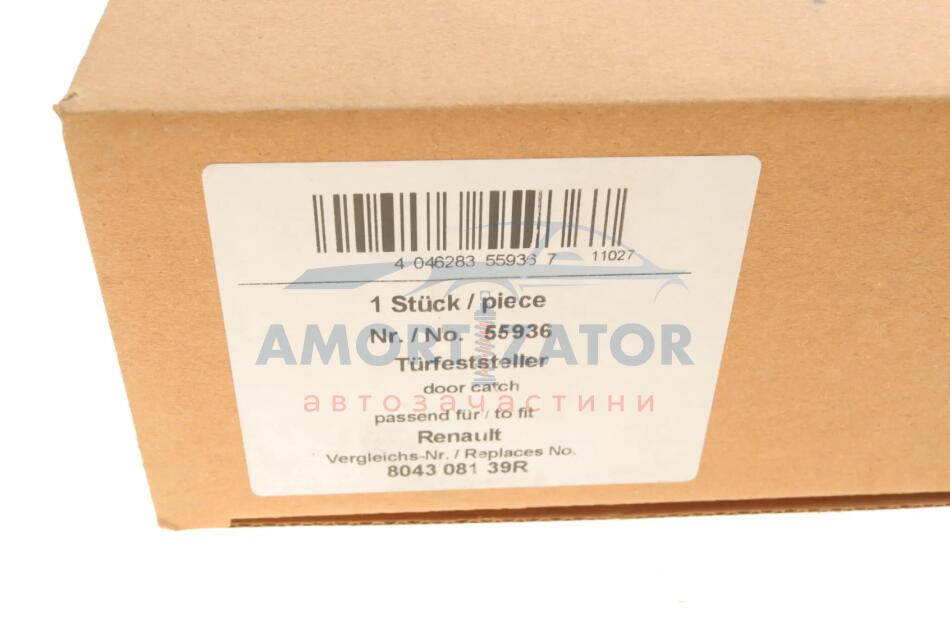 4 046283 55936 7 11027
1 Stück / piece
Nr. / No. 55936
AMORTIZATOR
Türfeststeller
door catch
автозачастини
passend für / to fit
Renault
Vergleichs-Nr. / Replaces No.
8043 081 39R